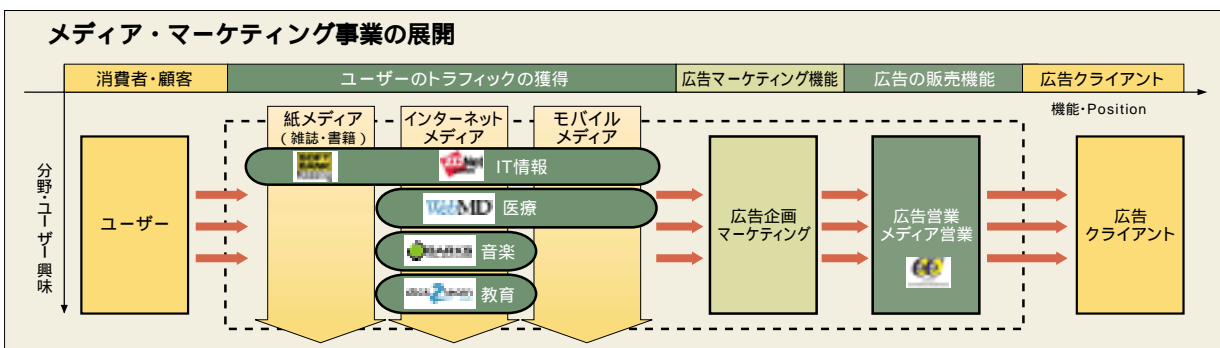 メディア・マーケティング事業の展開
消費者・顧客
ユーザーのトラフィックの獲得
広告マーケティング機能
広告の販売機能
広告クライアント
機能・Position
分野・ユーザー興味
紙メディア
(雑誌・書籍)
インターネット
メディア
モバイル
メディア
SOFT
BANK
IT情報
WebMD 医療
音楽
教育
ユーザー
広告企画
マーケティング
広告営業
メディア営業
広告
クライアント